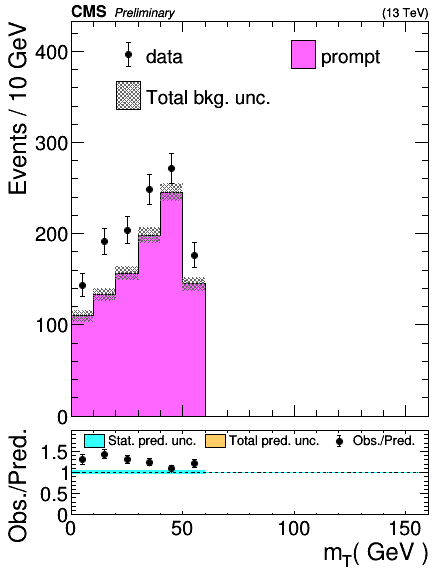 CMS Preliminary (13 TeV)
Events / 10 GeV
400
300
200
100
0
data
prompt
Total bkg. unc.
Obs./Pred.
1.5
1
0.5
0
Stat. pred. unc.
Total pred. unc.
Obs./Pred.
0 50 100 150
m_T( GeV )